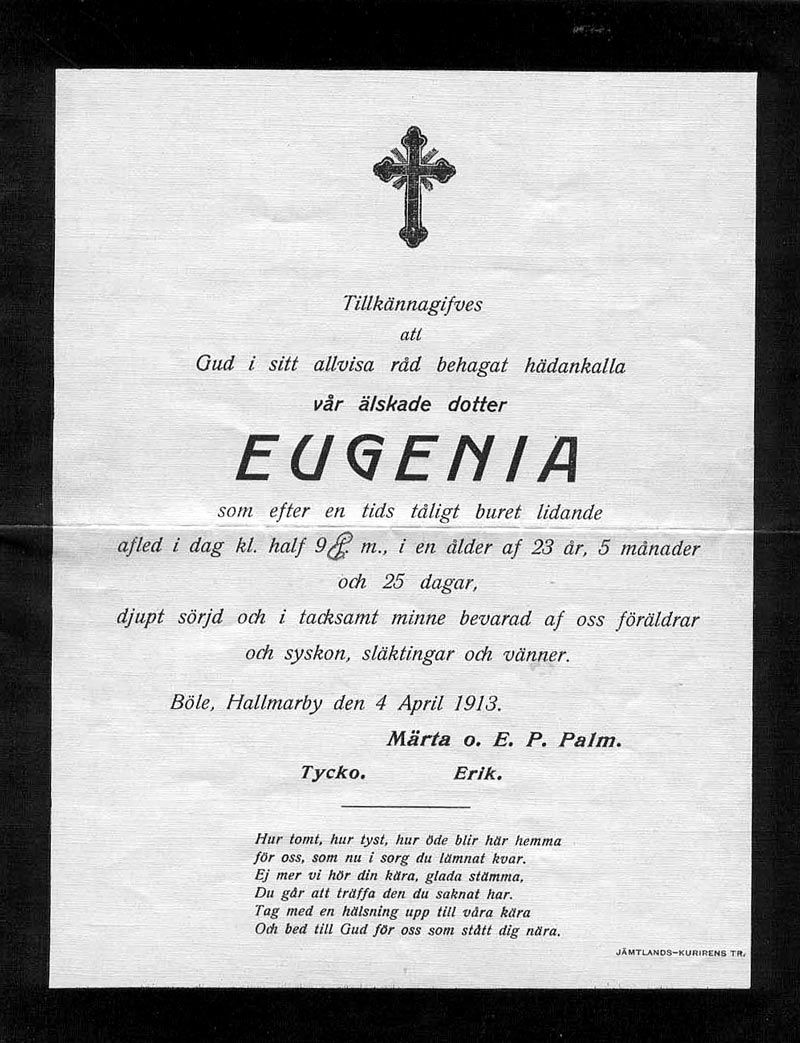 Tillkännagifves
att
Gud i sitt allvisa råd behagat hädankalla
vår älskade dotter
EUGENIA
som efter en tids tåligt buret lidande
afled i dag kl. half 9 f. m., i en ålder af 23 år, 5 månader
och 25 dagar,
djupt sörjd och i tacksamt minne bevarad af oss föräldrar
och syskon, släktingar och vänner.
Böle, Hallmarby den 4 April 1913.
Märta o. E. P. Palm.
Tycko. Erik.
Hur tomt, hur tyst, hur öde blir här hemma
för oss, som nu i sorg du lämnat kvar.
Ej mer vi hör din kära, glada stämma,
Du går att träffa den du saknat har.
Tag med en hälsning upp till våra kära
Och bed till Gud för oss som stått dig nära.
JÄMTLANDS-KURIRENS TR.